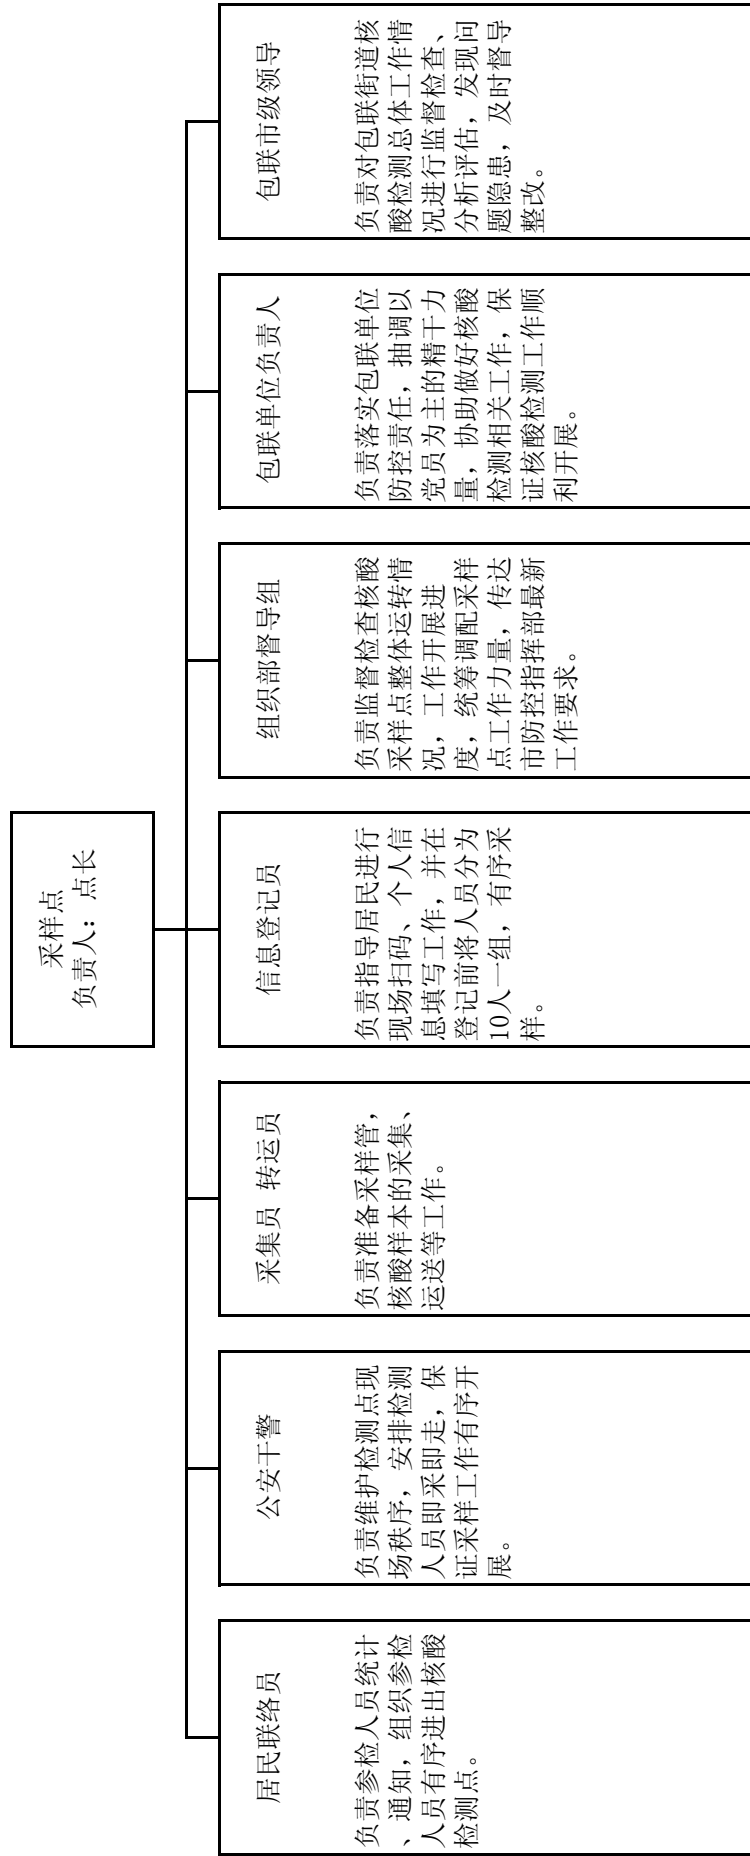 采样点
负责人：点长
居民联络员
负责参检人员统计
、通知，组织参检
人员有序进出核酸
检测点。
公安干警
负责维护检测点现
场秩序，安排检测
人员即采即走，保
证采样工作有序开
展。
采集员 转运员
负责准备采样管，
核酸样本的采集、
运送等工作。
信息登记员
负责指导居民进行
现场扫码、个人信
息填写工作，并在
登记前将人员分为
10人一组，有序采
样。
组织部督导组
负责监督检查核酸
采样点整体运转情
况，工作开展进
度，统筹调配采样
点工作力量，传达
市防控指挥部最新
工作要求。
包联单位负责人
负责落实包联单位
防控责任，抽调以
党员为主的精干力
量，协助做好核酸
检测相关工作，保
证核酸检测工作顺
利开展。
包联市级领导
负责对包联街道核
酸检测总体工作情
况进行监督检查、
分析评估，发现问
题隐患，及时督导
整改。